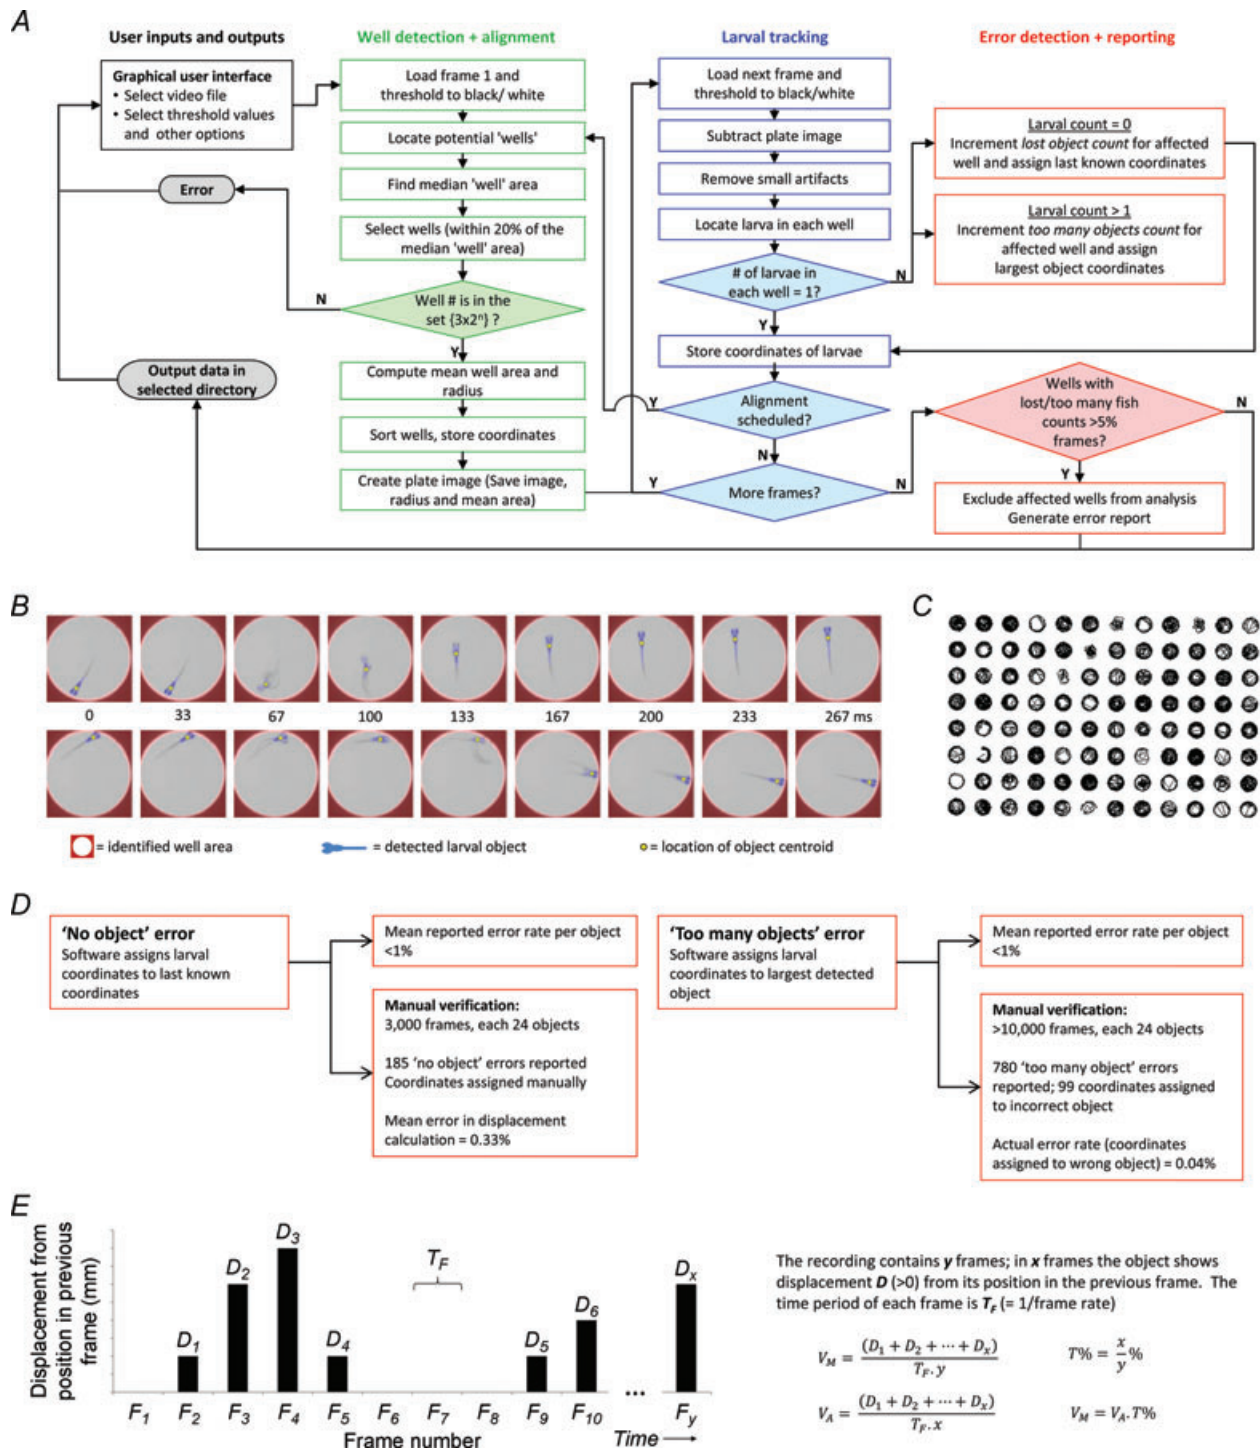 A
User inputs and outputs
Graphical user interface
• Select video file
• Select threshold values
and other options
Error
Output data in
selected directory
Well detection + alignment
Load frame 1 and
threshold to black/ white
Locate potential 'wells'
Find median 'well' area
Select wells (within 20% of the
median 'well' area)
N
Well # is in the
set {3x2ⁿ} ?
Y
Compute mean well area and
radius
Sort wells, store coordinates
Create plate image (Save image,
radius and mean area)
Larval tracking
Load next frame and
threshold to black/white
Subtract plate image
Remove small artifacts
Locate larva in each well
# of larvae in
each well = 1?
N
Y
Store coordinates of larvae
Y
Alignment
scheduled?
N
Y
More frames?
N
Error detection + reporting
Larval count = 0
Increment lost object count for affected
well and assign last known coordinates
Larval count > 1
Increment too many objects count for
affected well and assign
largest object coordinates
Wells with
lost/too many fish
counts >5%
frames?
N
Y
Exclude affected wells from analysis
Generate error report
B
0 33 67 100 133 167 200 233 267 ms
= identified well area
= detected larval object
= location of object centroid
C
D
'No object' error
Software assigns larval
coordinates to last known
coordinates
Mean reported error rate per object
<1%
Manual verification:
3,000 frames, each 24 objects
185 'no object' errors reported
Coordinates assigned manually
Mean error in displacement
calculation = 0.33%
'Too many objects' error
Software assigns larval
coordinates to largest detected
object
Mean reported error rate per object
<1%
Manual verification:
>10,000 frames, each 24 objects
780 'too many object' errors
reported; 99 coordinates assigned
to incorrect object
Actual error rate (coordinates
assigned to wrong object) = 0.04%
E
Displacement from
position in previous
frame (mm)
D₁ D₂ D₃ D₄ T_F D₅ D₆ D_x
F₁ F₂ F₃ F₄ F₅ F₆ F₇ F₈ F₉ F₁₀ ... F_y
Frame number
Time
The recording contains y frames; in x frames the object shows
displacement D (>0) from its position in the previous frame. The
time period of each frame is T_F (= 1/frame rate)
V_M = (D₁ + D₂ + ⋯ + D_x) / T_F.y
T% = x/y %
V_A = (D₁ + D₂ + ⋯ + D_x) / T_F.x
V_M = V_A.T%